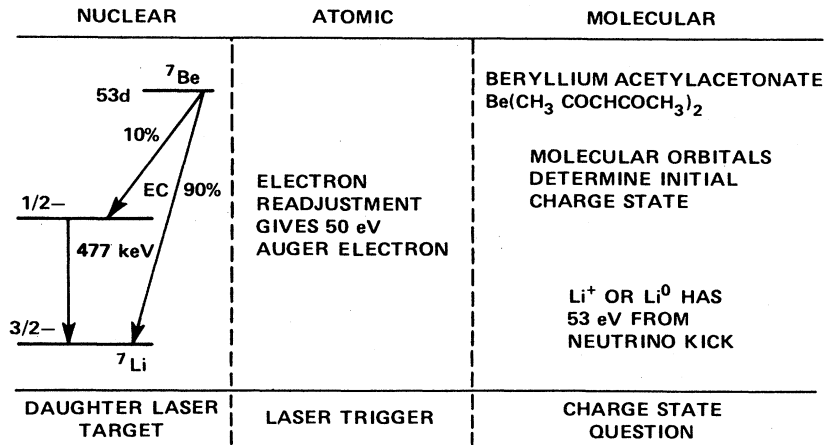 NUCLEAR
ATOMIC
MOLECULAR
⁷Be
53d
10%
EC
90%
1/2−
477 keV
3/2−
⁷Li
ELECTRON
READJUSTMENT
GIVES 50 eV
AUGER ELECTRON
BERYLLIUM ACETYLACETONATE
Be(CH₃ COCHCOCH₃)₂
MOLECULAR ORBITALS
DETERMINE INITIAL
CHARGE STATE
Li⁺ OR Li⁰ HAS
53 eV FROM
NEUTRINO KICK
DAUGHTER LASER
TARGET
LASER TRIGGER
CHARGE STATE
QUESTION